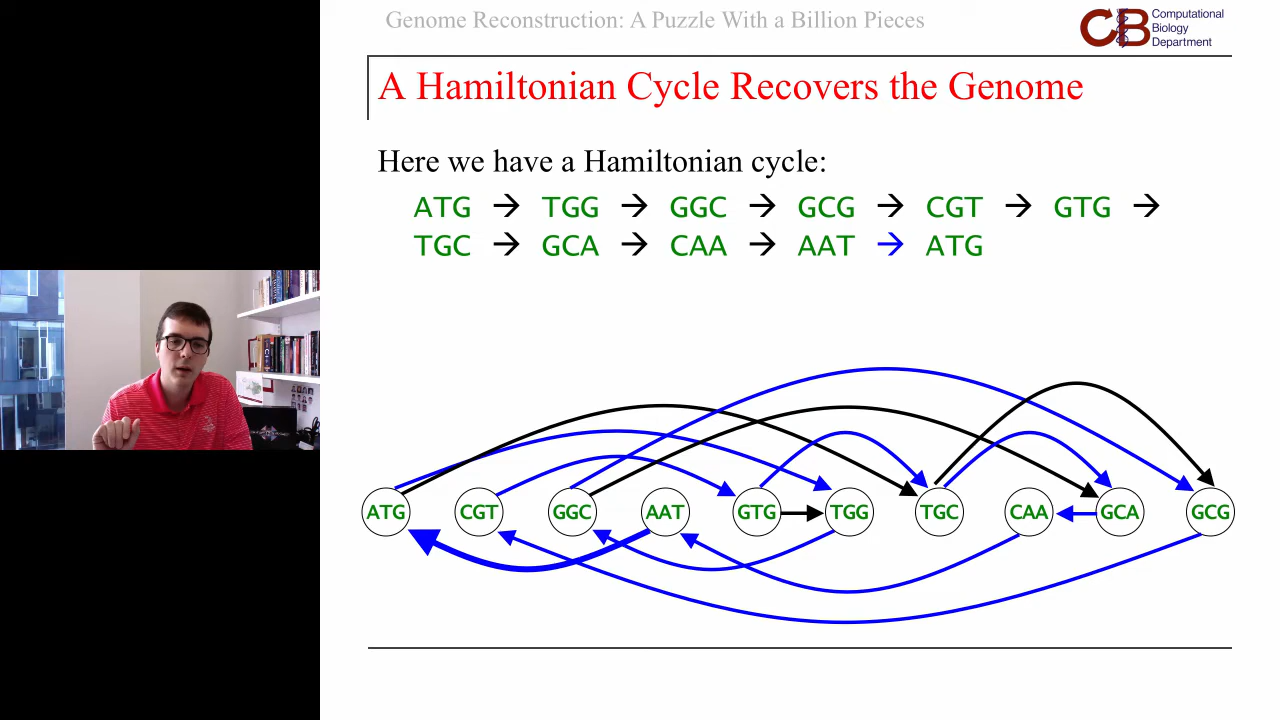 Genome Reconstruction: A Puzzle With a Billion Pieces
CB Computational
Biology
Department
A Hamiltonian Cycle Recovers the Genome
Here we have a Hamiltonian cycle:
ATG → TGG → GGC → GCG → CGT → GTG →
TGC → GCA → CAA → AAT → ATG
ATG CGT GGC AAT GTG TGG TGC CAA GCA GCG